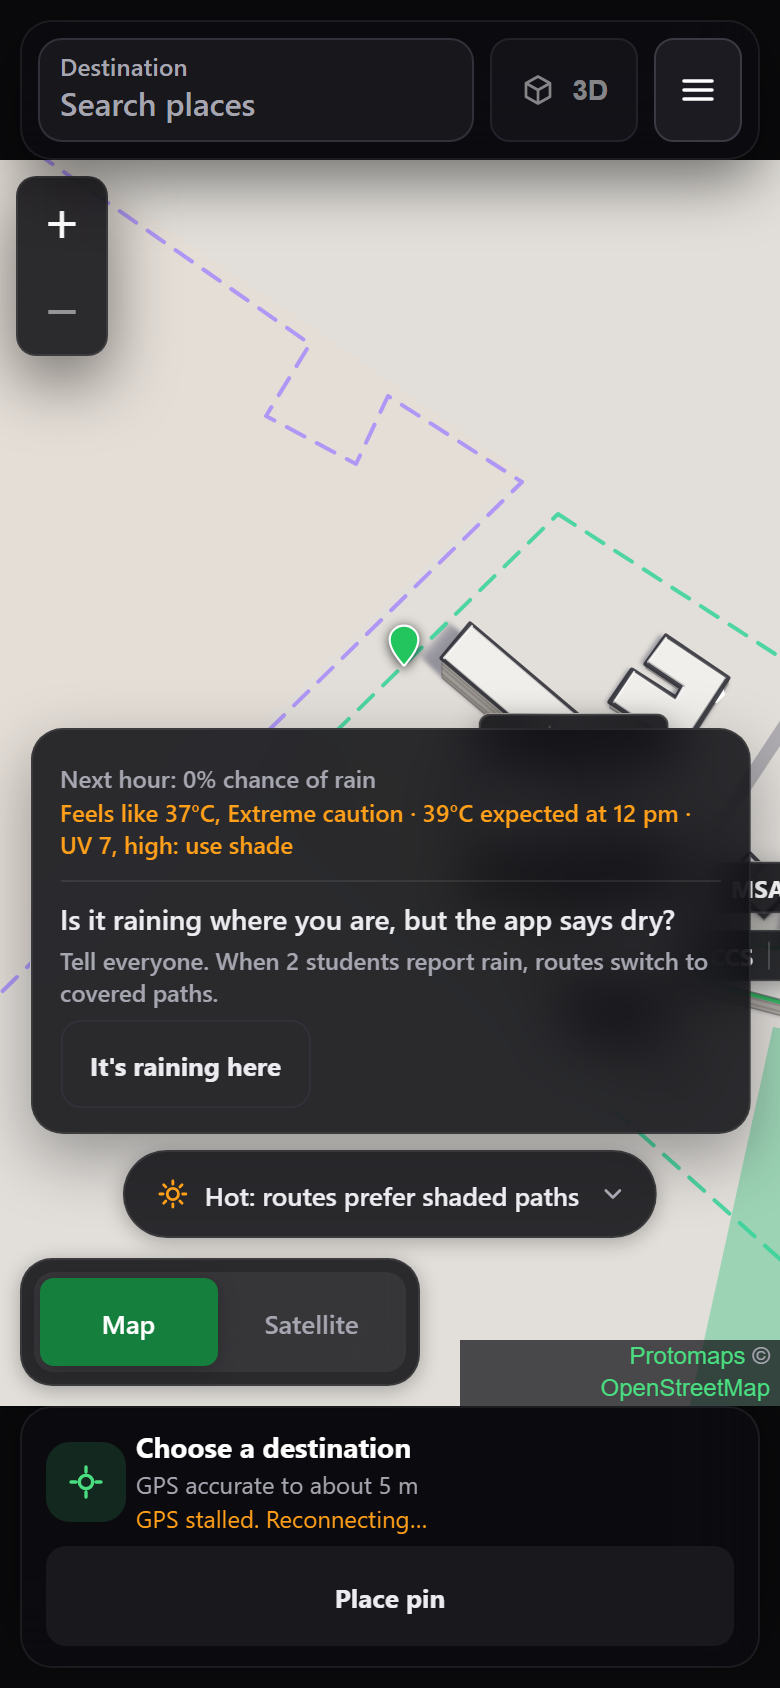 Destination
Search places
3D
Next hour: 0% chance of rain
Feels like 37°C, Extreme caution · 39°C expected at 12 pm ·
UV 7, high: use shade
MSA
Is it raining where you are, but the app says dry?
Tell everyone. When 2 students report rain, routes switch to
CCS
covered paths.
It's raining here
Hot: routes prefer shaded paths
Map
Satellite
Protomaps ©
OpenStreetMap
Choose a destination
GPS accurate to about 5 m
GPS stalled. Reconnecting...
Place pin